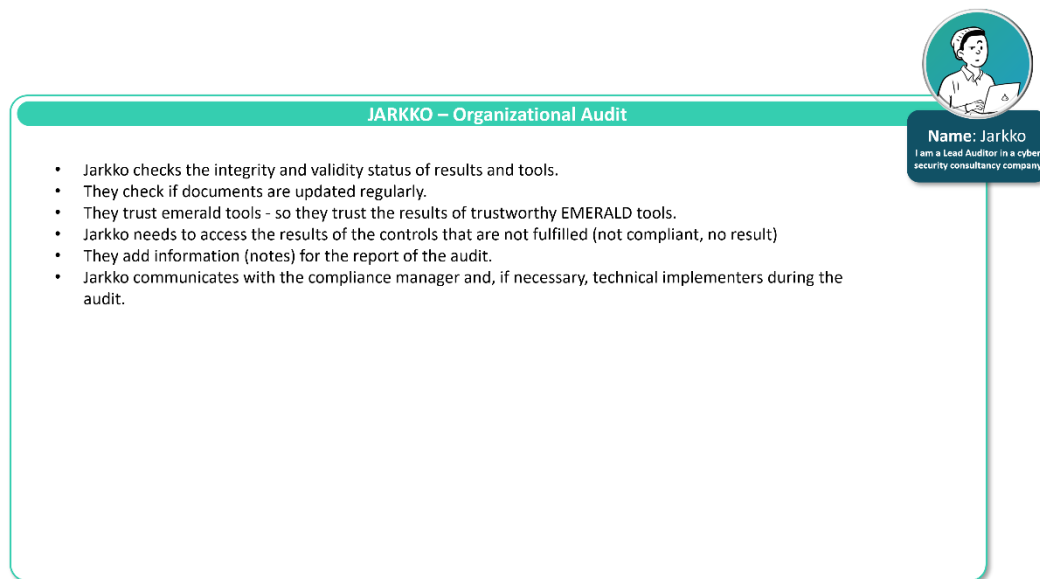 JARKKO – Organizational Audit
Name: Jarkko
I am a Lead Auditor in a cyber
security consultancy company
• Jarkko checks the integrity and validity status of results and tools.
• They check if documents are updated regularly.
• They trust emerald tools - so they trust the results of trustworthy EMERALD tools.
• Jarkko needs to access the results of the controls that are not fulfilled (not compliant, no result)
• They add information (notes) for the report of the audit.
• Jarkko communicates with the compliance manager and, if necessary, technical implementers during the
audit.